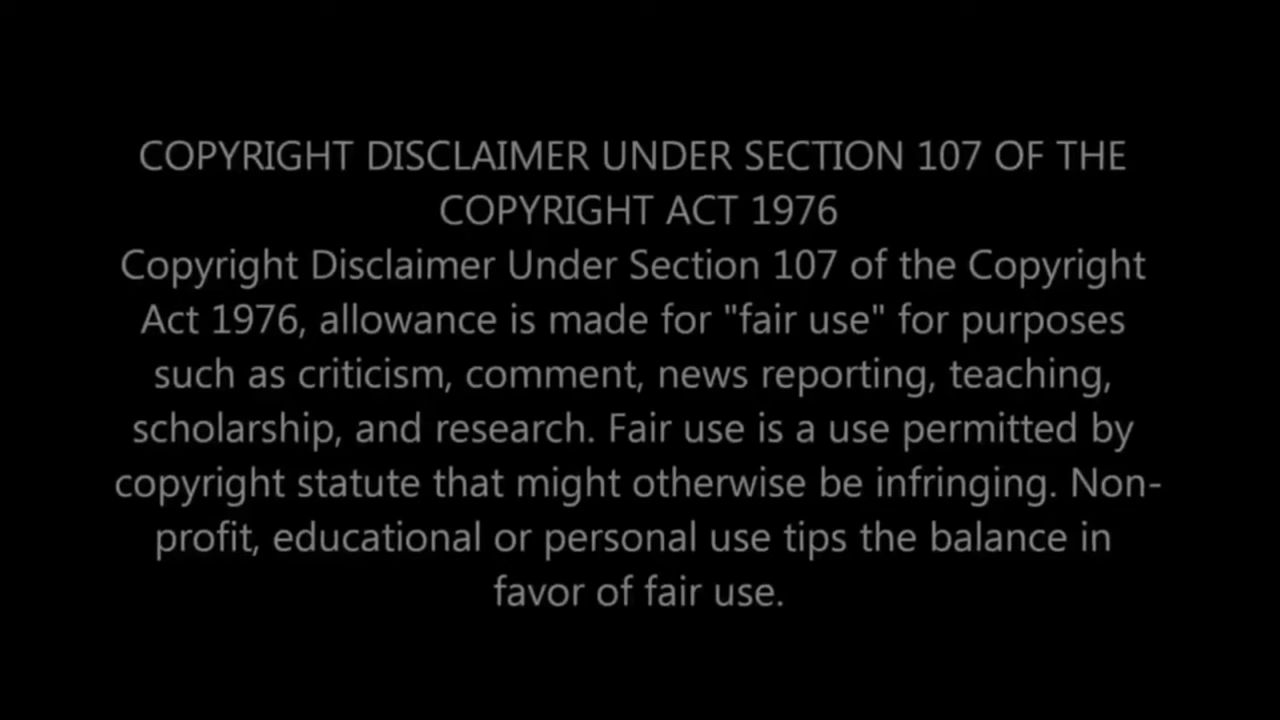 COPYRIGHT DISCLAIMER UNDER SECTION 107 OF THE
COPYRIGHT ACT 1976
Copyright Disclaimer Under Section 107 of the Copyright
Act 1976, allowance is made for "fair use" for purposes
such as criticism, comment, news reporting, teaching,
scholarship, and research. Fair use is a use permitted by
copyright statute that might otherwise be infringing. Non-
profit, educational or personal use tips the balance in
favor of fair use.